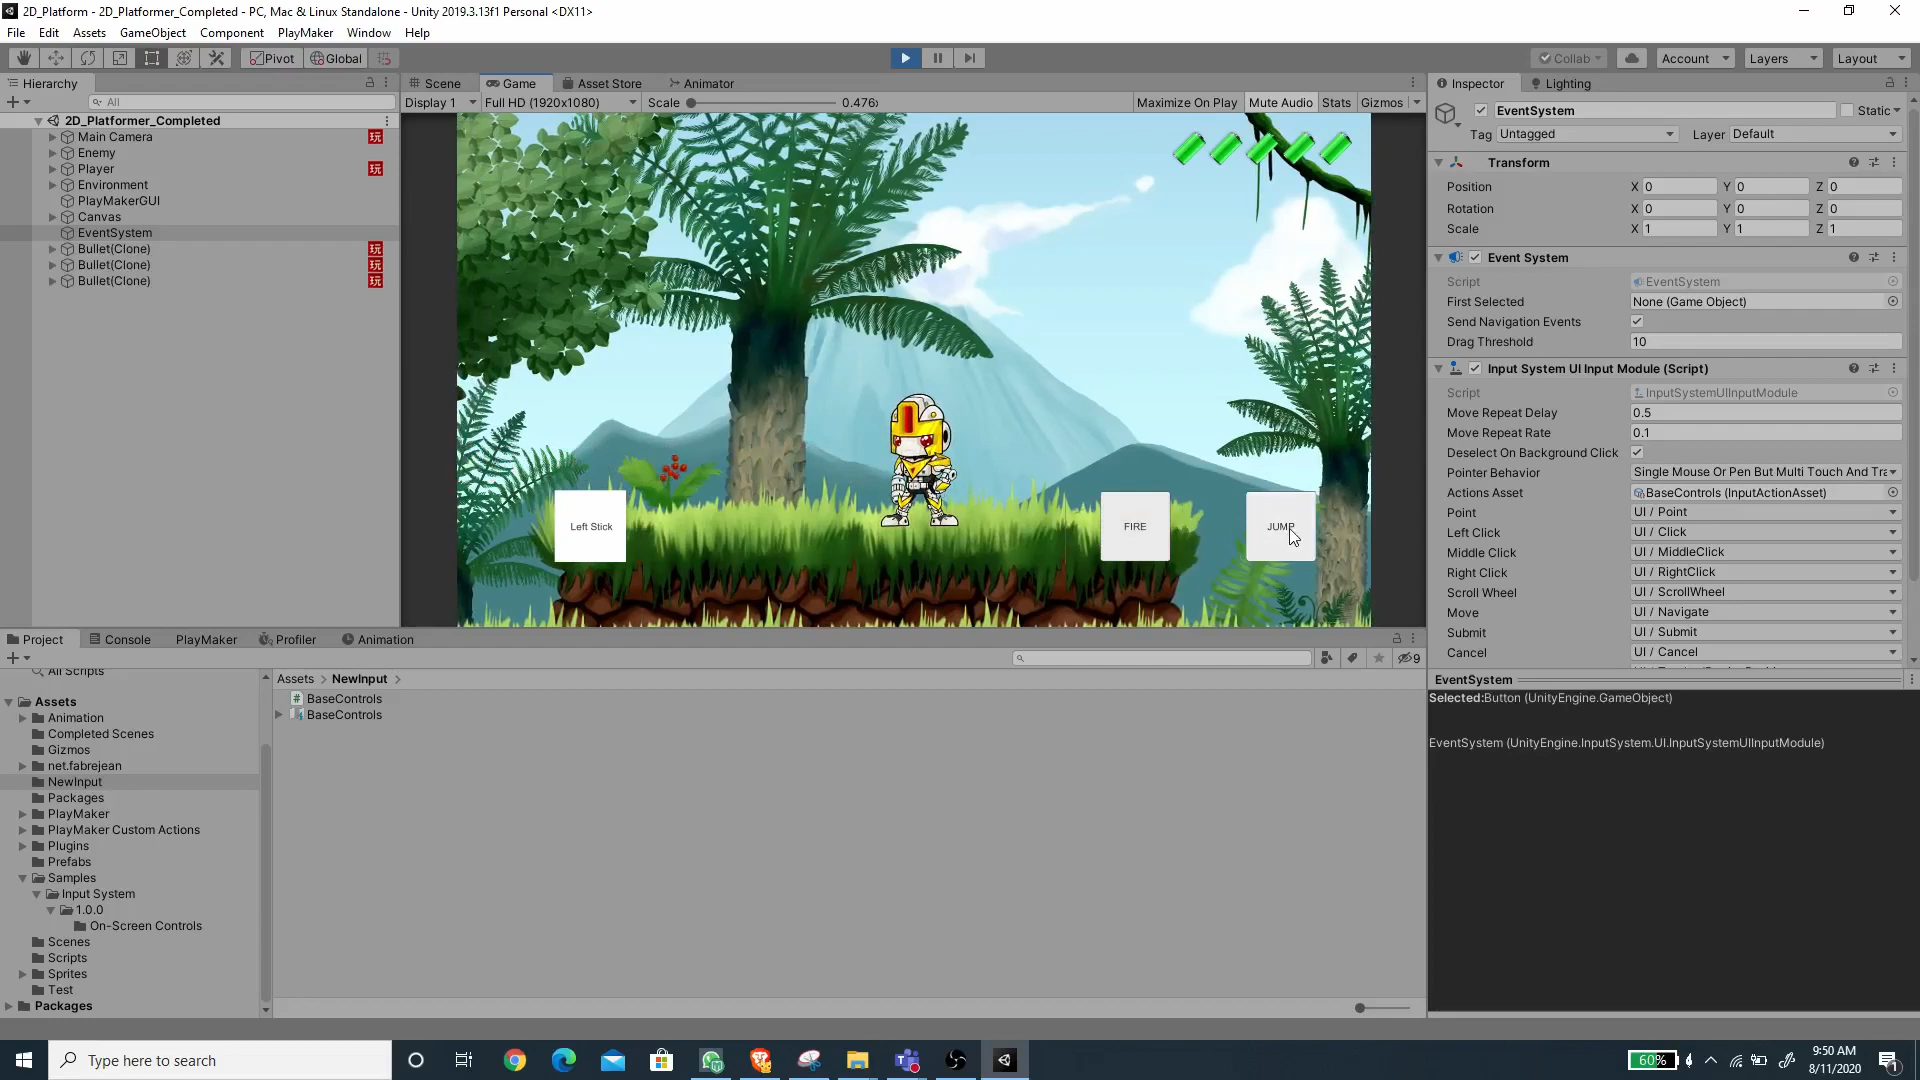 2D_Platform - 2D_Platformer_Completed - PC, Mac & Linux Standalone - Unity 2019.3.13f1 Personal <DX11>
File Edit Assets GameObject Component PlayMaker Window Help
Pivot Global Collab Account Layers Layout
Hierarchy Scene Game Asset Store Animator Inspector Lighting
All
Display 1 Full HD (1920x1080) Scale 0.476x Maximize On Play Mute Audio Stats Gizmos
2D_Platformer_Completed
Main Camera 玩
Enemy
Player 玩
Environment
PlayMakerGUI
Canvas
EventSystem
Bullet(Clone) 玩
Bullet(Clone) 玩
Bullet(Clone) 玩
Left Stick
FIRE
JUMP
EventSystem Static
Tag Untagged Layer Default
Transform
Position X 0 Y 0 Z 0
Rotation X 0 Y 0 Z 0
Scale X 1 Y 1 Z 1
Event System
Script EventSystem
First Selected None (Game Object)
Send Navigation Events
Drag Threshold 10
Input System UI Input Module (Script)
Script InputSystemUIInputModule
Move Repeat Delay 0.5
Move Repeat Rate 0.1
Deselect On Background Click
Pointer Behavior Single Mouse Or Pen But Multi Touch And Tra
Actions Asset BaseControls (InputActionAsset)
Point UI / Point
Left Click UI / Click
Middle Click UI / MiddleClick
Right Click UI / RightClick
Scroll Wheel UI / ScrollWheel
Move UI / Navigate
Submit UI / Submit
Cancel UI / Cancel
EventSystem
Selected:Button (UnityEngine.GameObject)
EventSystem (UnityEngine.InputSystem.UI.InputSystemUIInputModule)
Project Console PlayMaker Profiler Animation
9
All Scripts
Assets
Animation
Completed Scenes
Gizmos
net.fabrejean
NewInput
Packages
PlayMaker
PlayMaker Custom Actions
Plugins
Prefabs
Samples
Input System
1.0.0
On-Screen Controls
Scenes
Scripts
Sprites
Test
Packages
Assets > NewInput >
BaseControls
BaseControls
Type here to search
60%
9:50 AM
8/11/2020
1